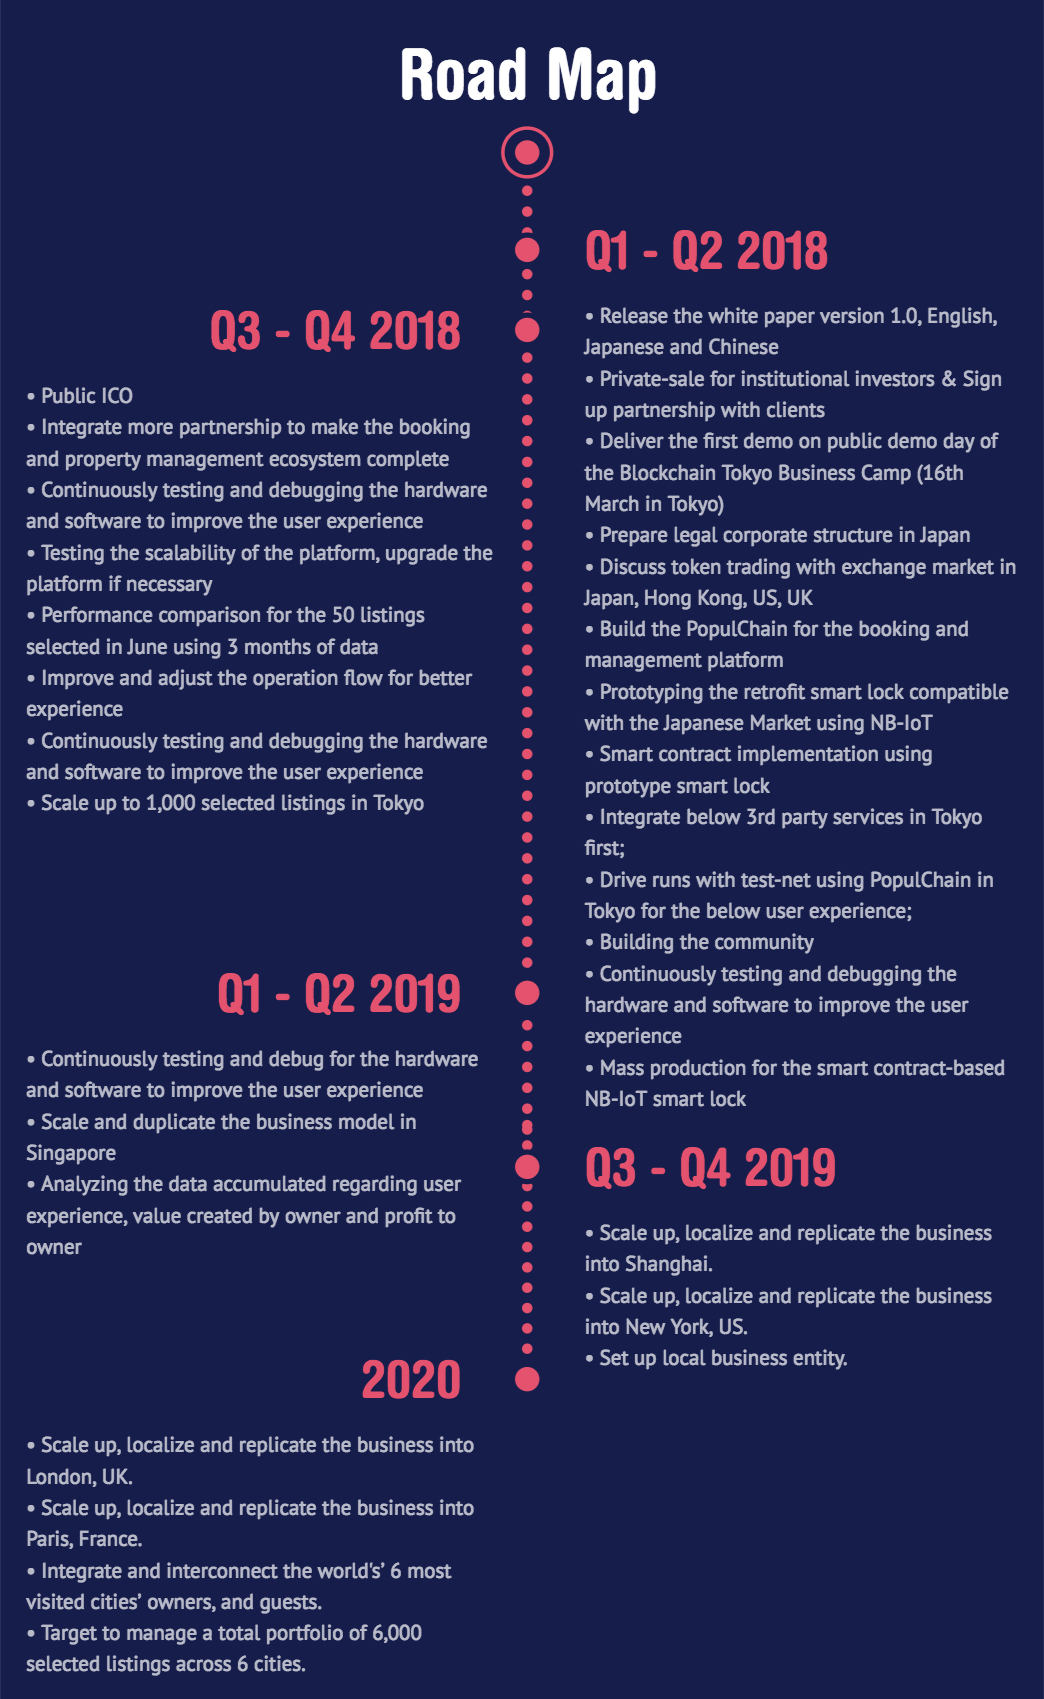 Road Map
Q1 - Q2 2018
• Release the white paper version 1.0, English,
Japanese and Chinese
• Private-sale for institutional investors & Sign
up partnership with clients
• Deliver the first demo on public demo day of
the Blockchain Tokyo Business Camp (16th
March in Tokyo)
• Prepare legal corporate structure in Japan
• Discuss token trading with exchange market in
Japan, Hong Kong, US, UK
• Build the PopulChain for the booking and
management platform
• Prototyping the retrofit smart lock compatible
with the Japanese Market using NB-IoT
• Smart contract implementation using
prototype smart lock
• Integrate below 3rd party services in Tokyo
first;
• Drive runs with test-net using PopulChain in
Tokyo for the below user experience;
• Building the community
• Continuously testing and debugging the
hardware and software to improve the user
experience
• Mass production for the smart contract-based
NB-IoT smart lock
Q3 - Q4 2018
• Public ICO
• Integrate more partnership to make the booking
and property management ecosystem complete
• Continuously testing and debugging the hardware
and software to improve the user experience
• Testing the scalability of the platform, upgrade the
platform if necessary
• Performance comparison for the 50 listings
selected in June using 3 months of data
• Improve and adjust the operation flow for better
experience
• Continuously testing and debugging the hardware
and software to improve the user experience
• Scale up to 1,000 selected listings in Tokyo
Q1 - Q2 2019
• Continuously testing and debug for the hardware
and software to improve the user experience
• Scale and duplicate the business model in
Singapore
• Analyzing the data accumulated regarding user
experience, value created by owner and profit to
owner
Q3 - Q4 2019
• Scale up, localize and replicate the business
into Shanghai.
• Scale up, localize and replicate the business
into New York, US.
• Set up local business entity.
2020
• Scale up, localize and replicate the business into
London, UK.
• Scale up, localize and replicate the business into
Paris, France.
• Integrate and interconnect the world's’ 6 most
visited cities’ owners, and guests.
• Target to manage a total portfolio of 6,000
selected listings across 6 cities.